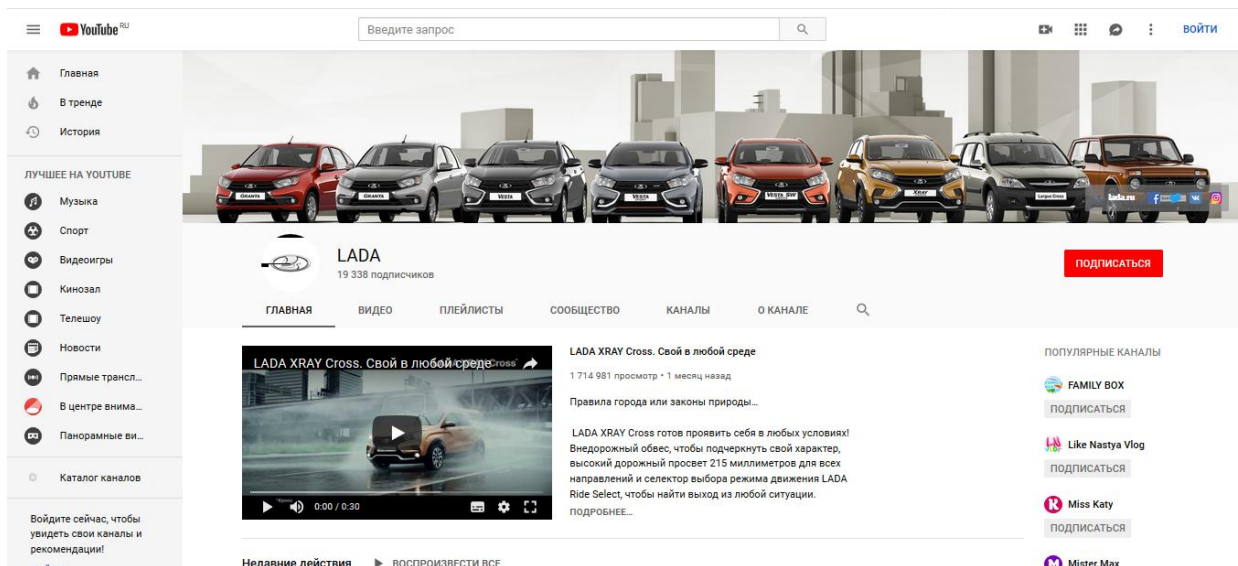 YouTube RU
Введите запрос
ВОЙТИ
Главная
В тренде
История
ЛУЧШЕЕ НА YOUTUBE
Музыка
Спорт
Видеоигры
Кинозал
Телешоу
Новости
Прямые трансл...
В центре внима...
Панорамные ви...
Каталог каналов
Войдите сейчас, чтобы
увидеть свои каналы и
рекомендации!
GRANTA
GRANTA
VESTA
VESTA
VESTA SW
XRAY
Largus Cross
lada.ru
LADA
19 338 подписчиков
ПОДПИСАТЬСЯ
ГЛАВНАЯ
ВИДЕО
ПЛЕЙЛИСТЫ
СООБЩЕСТВО
КАНАЛЫ
О КАНАЛЕ
LADA XRAY Cross. Свой в любой среде
0:00 / 0:30
LADA XRAY Cross. Свой в любой среде
1 714 981 просмотр • 1 месяц назад
Правила города или законы природы...
LADA XRAY Cross готов проявить себя в любых условиях!
Внедорожный обвес, чтобы подчеркнуть свой характер,
высокий дорожный просвет 215 миллиметров для всех
направлений и селектор выбора режима движения LADA
Ride Select, чтобы найти выход из любой ситуации.
ПОДРОБНЕЕ...
Недавние действия
ВОСПРОИЗВЕСТИ ВСЕ
ПОПУЛЯРНЫЕ КАНАЛЫ
FAMILY BOX
ПОДПИСАТЬСЯ
Like Nastya Vlog
ПОДПИСАТЬСЯ
Miss Katy
ПОДПИСАТЬСЯ
Mister Max